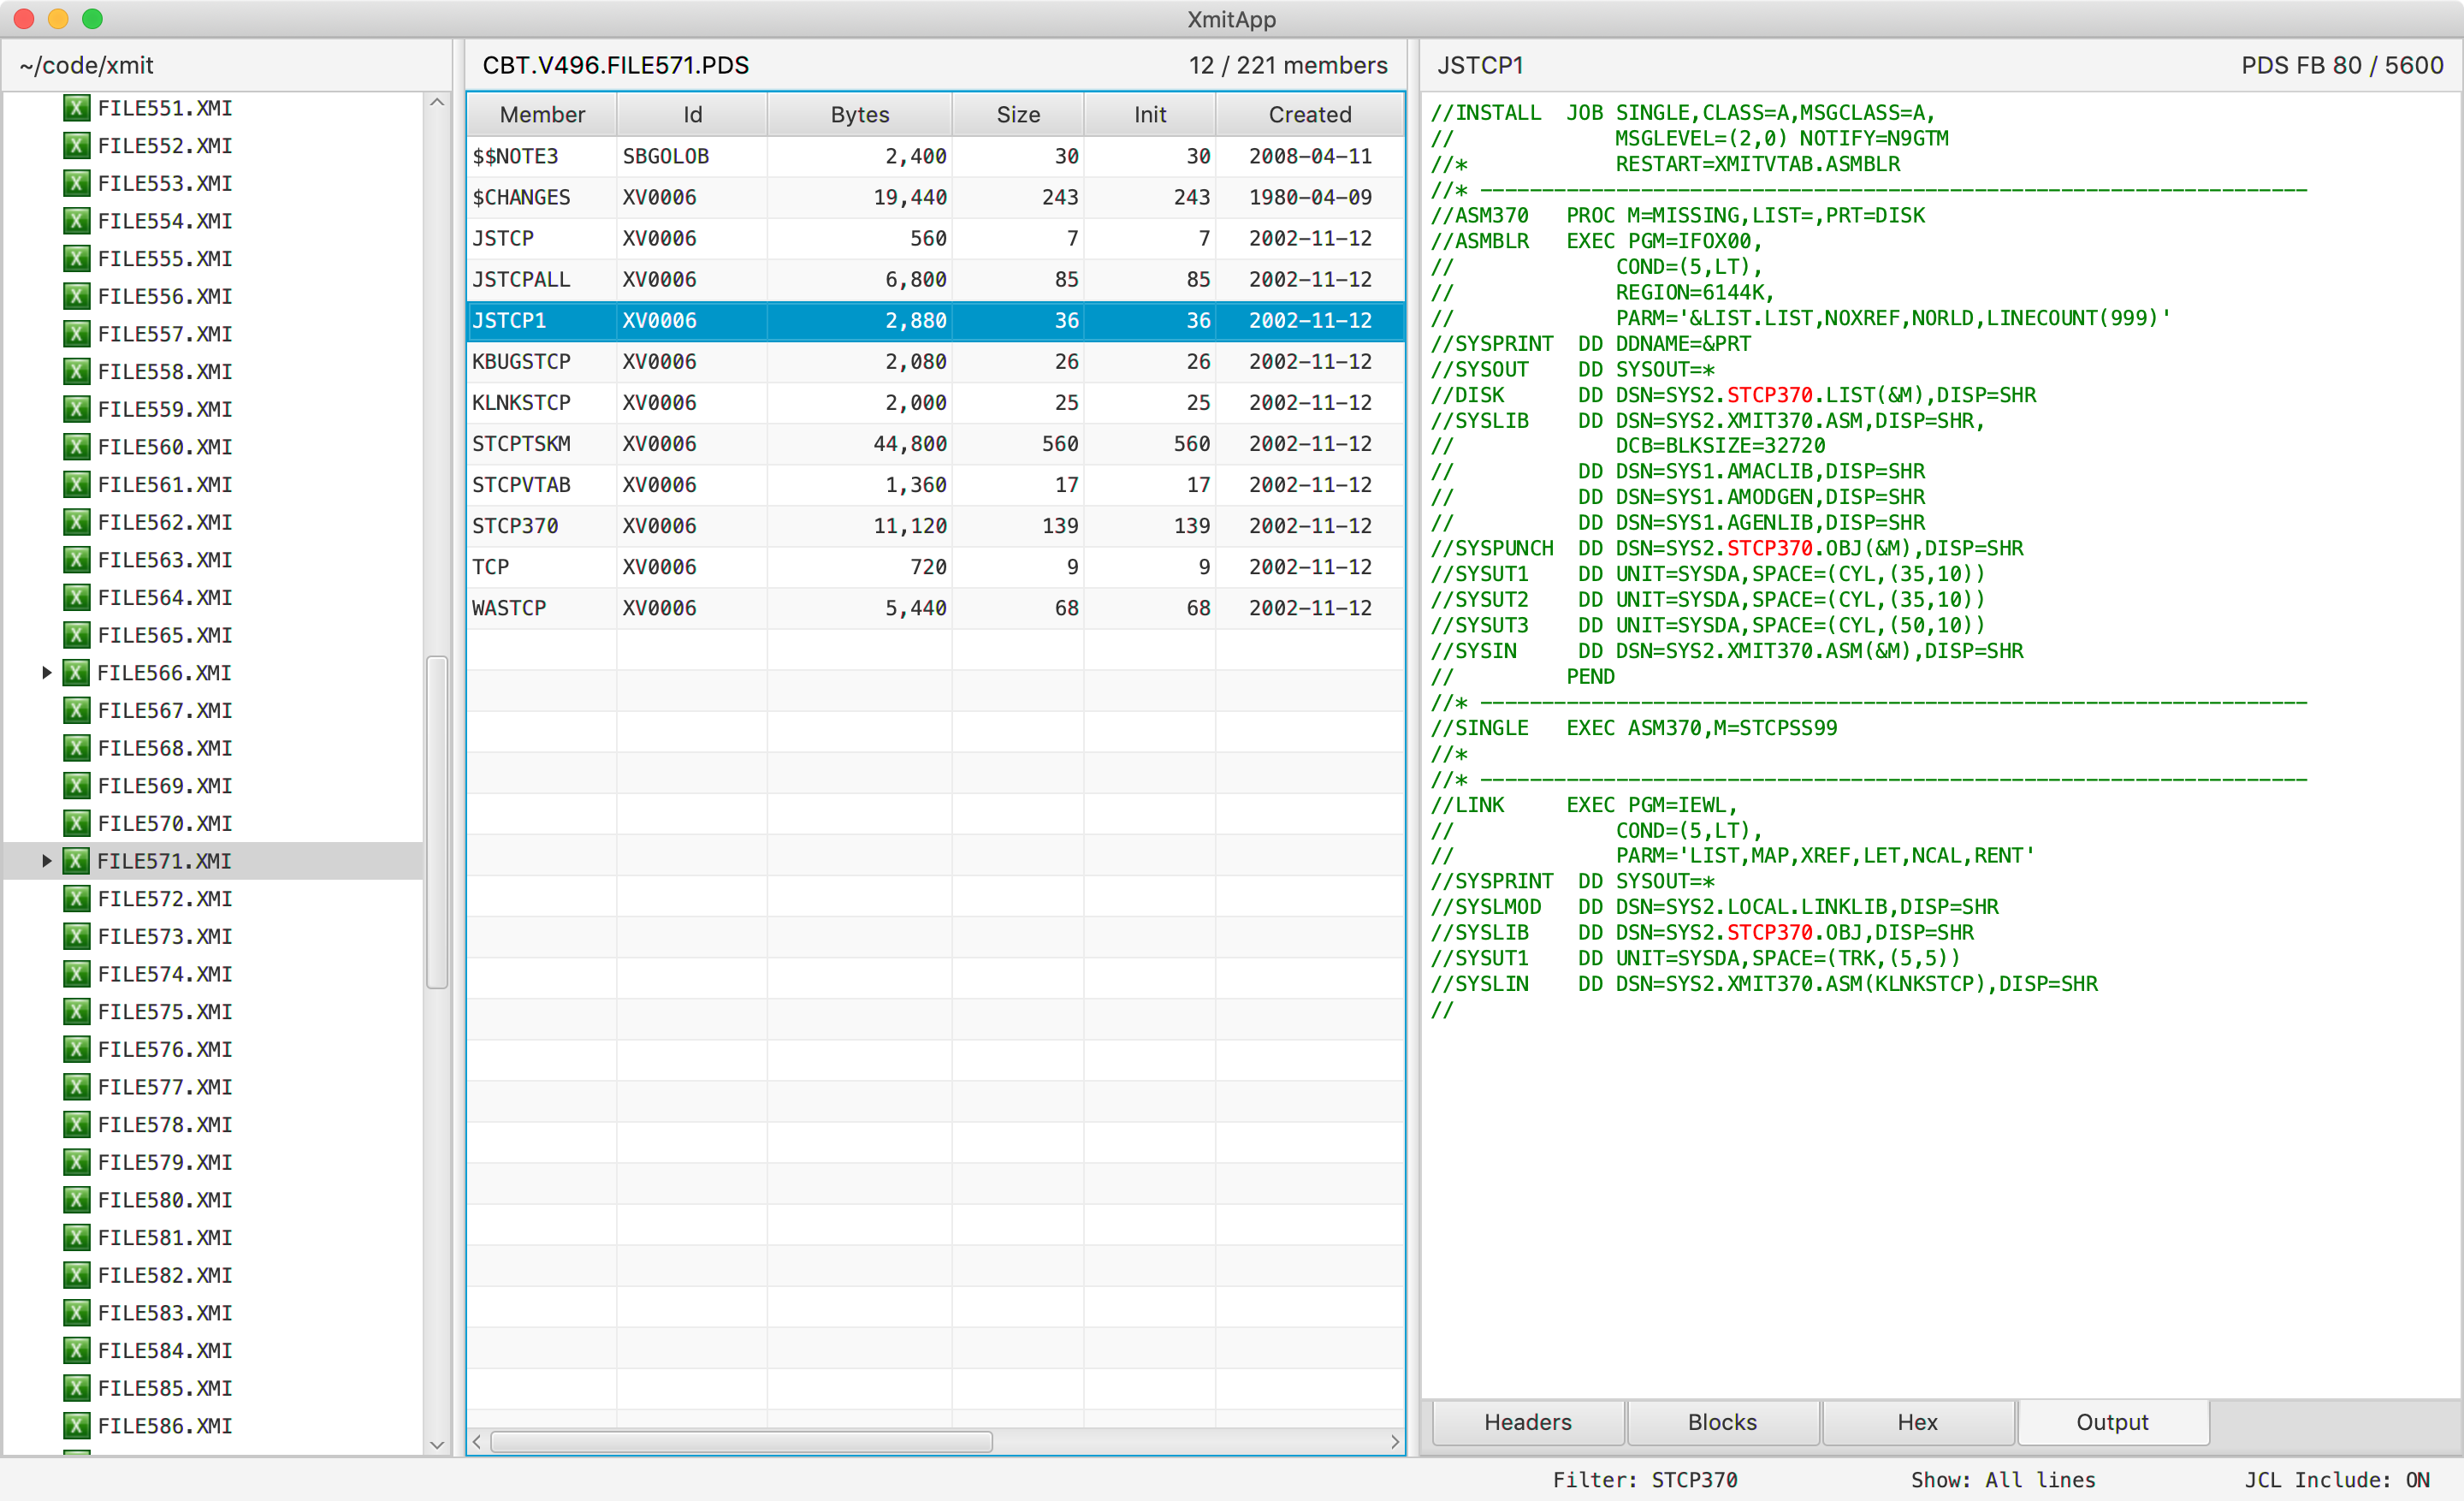 XmitApp
~/code/xmit
FILE551.XMI
FILE552.XMI
FILE553.XMI
FILE554.XMI
FILE555.XMI
FILE556.XMI
FILE557.XMI
FILE558.XMI
FILE559.XMI
FILE560.XMI
FILE561.XMI
FILE562.XMI
FILE563.XMI
FILE564.XMI
FILE565.XMI
FILE566.XMI
FILE567.XMI
FILE568.XMI
FILE569.XMI
FILE570.XMI
FILE571.XMI
FILE572.XMI
FILE573.XMI
FILE574.XMI
FILE575.XMI
FILE576.XMI
FILE577.XMI
FILE578.XMI
FILE579.XMI
FILE580.XMI
FILE581.XMI
FILE582.XMI
FILE583.XMI
FILE584.XMI
FILE585.XMI
FILE586.XMI
CBT.V496.FILE571.PDS 12 / 221 members
Member Id Bytes Size Init Created
$$NOTE3 SBGOLOB 2,400 30 30 2008-04-11
$CHANGES XV0006 19,440 243 243 1980-04-09
JSTCP XV0006 560 7 7 2002-11-12
JSTCPALL XV0006 6,800 85 85 2002-11-12
JSTCP1 XV0006 2,880 36 36 2002-11-12
KBUGSTCP XV0006 2,080 26 26 2002-11-12
KLNKSTCP XV0006 2,000 25 25 2002-11-12
STCPTSKM XV0006 44,800 560 560 2002-11-12
STCPVTAB XV0006 1,360 17 17 2002-11-12
STCP370 XV0006 11,120 139 139 2002-11-12
TCP XV0006 720 9 9 2002-11-12
WASTCP XV0006 5,440 68 68 2002-11-12
JSTCP1 PDS FB 80 / 5600
//INSTALL  JOB SINGLE,CLASS=A,MSGCLASS=A,
//             MSGLEVEL=(2,0) NOTIFY=N9GTM
//*            RESTART=XMITVTAB.ASMBLR
//* -------------------------------------------------------------------
//ASM370   PROC M=MISSING,LIST=,PRT=DISK
//ASMBLR   EXEC PGM=IFOX00,
//             COND=(5,LT),
//             REGION=6144K,
//             PARM='&LIST.LIST,NOXREF,NORLD,LINECOUNT(999)'
//SYSPRINT  DD DDNAME=&PRT
//SYSOUT    DD SYSOUT=*
//DISK      DD DSN=SYS2.STCP370.LIST(&M),DISP=SHR
//SYSLIB    DD DSN=SYS2.XMIT370.ASM,DISP=SHR,
//             DCB=BLKSIZE=32720
//          DD DSN=SYS1.AMACLIB,DISP=SHR
//          DD DSN=SYS1.AMODGEN,DISP=SHR
//          DD DSN=SYS1.AGENLIB,DISP=SHR
//SYSPUNCH  DD DSN=SYS2.STCP370.OBJ(&M),DISP=SHR
//SYSUT1    DD UNIT=SYSDA,SPACE=(CYL,(35,10))
//SYSUT2    DD UNIT=SYSDA,SPACE=(CYL,(35,10))
//SYSUT3    DD UNIT=SYSDA,SPACE=(CYL,(50,10))
//SYSIN     DD DSN=SYS2.XMIT370.ASM(&M),DISP=SHR
//         PEND
//* -------------------------------------------------------------------
//SINGLE   EXEC ASM370,M=STCPSS99
//*
//* -------------------------------------------------------------------
//LINK     EXEC PGM=IEWL,
//             COND=(5,LT),
//             PARM='LIST,MAP,XREF,LET,NCAL,RENT'
//SYSPRINT  DD SYSOUT=*
//SYSLMOD   DD DSN=SYS2.LOCAL.LINKLIB,DISP=SHR
//SYSLIB    DD DSN=SYS2.STCP370.OBJ,DISP=SHR
//SYSUT1    DD UNIT=SYSDA,SPACE=(TRK,(5,5))
//SYSLIN    DD DSN=SYS2.XMIT370.ASM(KLNKSTCP),DISP=SHR
//
Headers Blocks Hex Output
Filter: STCP370 Show: All lines JCL Include: ON